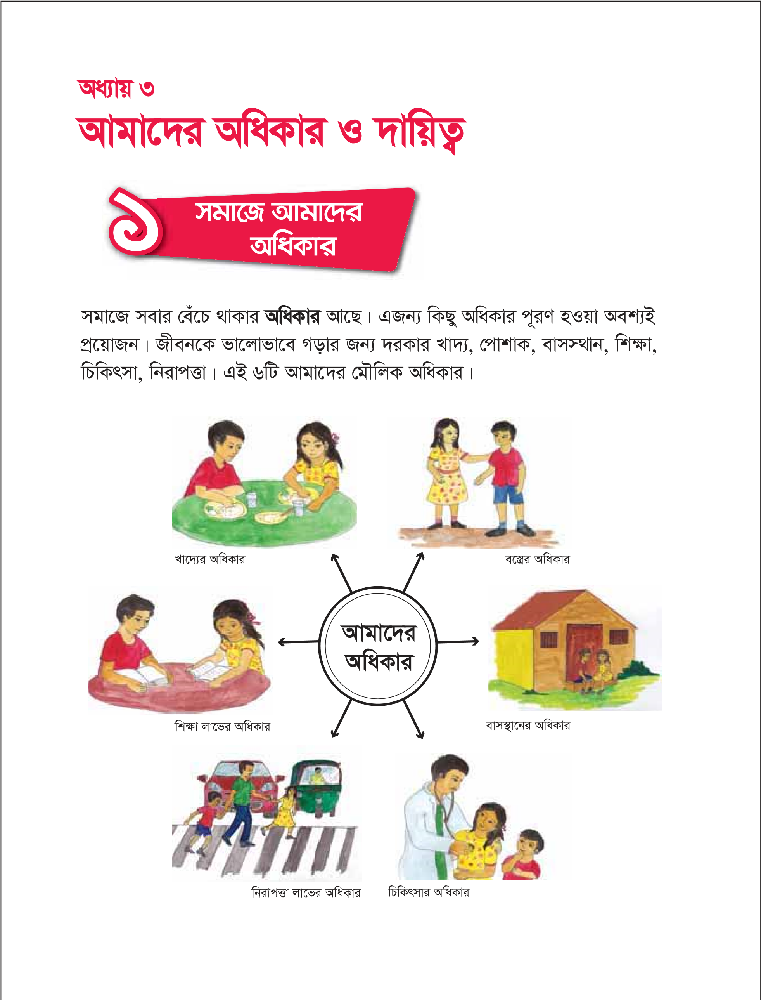 অধ্যায় ৩
আমাদের অধিকার ও দায়িত্ব
১
সমাজে আমাদের
অধিকার
সমাজে সবার বেঁচে থাকার অধিকার আছে। এজন্য কিছু অধিকার পূরণ হওয়া অবশ্যই
প্রয়োজন। জীবনকে ভালোভাবে গড়ার জন্য দরকার খাদ্য, পোশাক, বাসস্থান, শিক্ষা,
চিকিৎসা, নিরাপত্তা। এই ৬টি আমাদের মৌলিক অধিকার।
খাদ্যের অধিকার
বস্ত্রের অধিকার
আমাদের
অধিকার
শিক্ষা লাভের অধিকার
বাসস্থানের অধিকার
নিরাপত্তা লাভের অধিকার
চিকিৎসার অধিকার